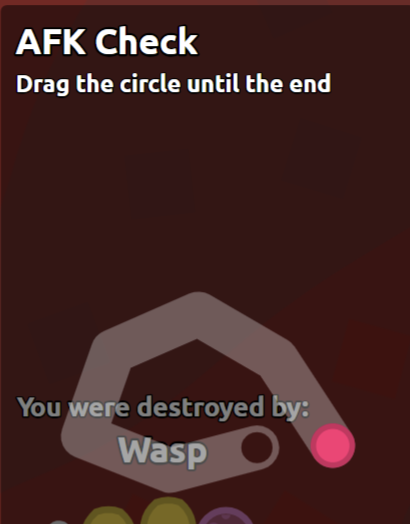 AFK Check
Drag the circle until the end
You were destroyed by:
Wasp